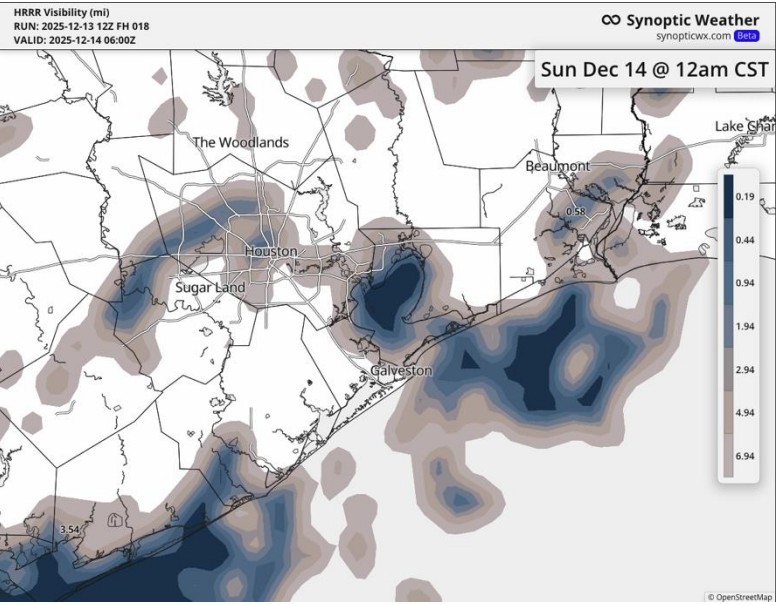 HRRR Visibility (mi)
RUN: 2025-12-13 12Z FH 018
VALID: 2025-12-14 06:00Z
Synoptic Weather
synopticwx.com Beta
Sun Dec 14 @ 12am CST
Lake Char
The Woodlands
Beaumont
0.19
0.58
0.44
Houston
0.94
Sugar Land
1.94
Galveston
2.94
4.94
6.94
3.54
© OpenStreetMap